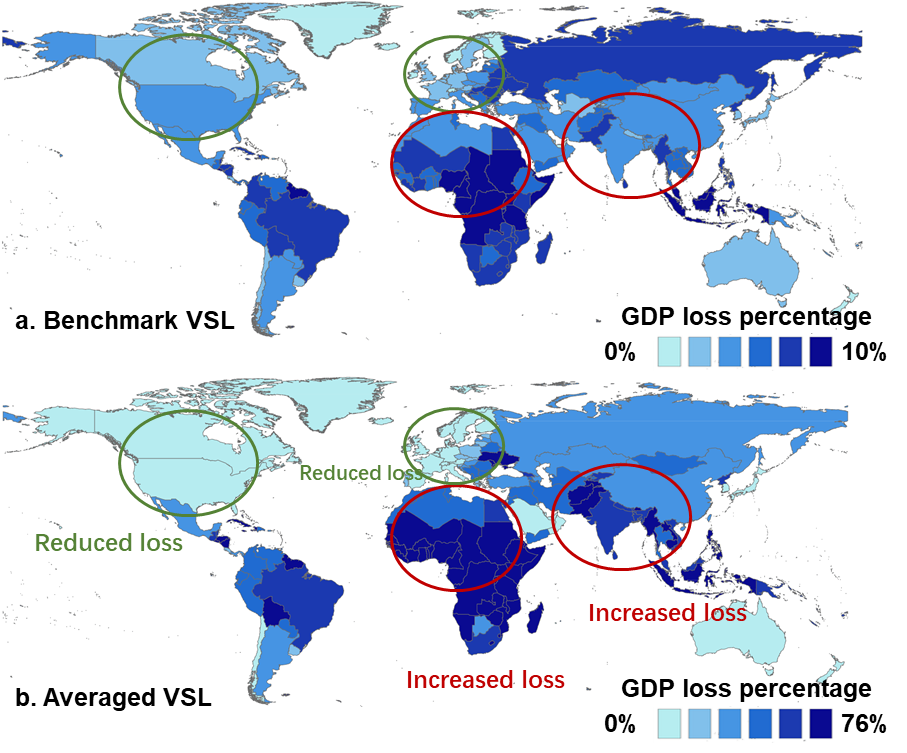 a. Benchmark VSL
GDP loss percentage
0% 10%
Reduced loss
Reduced loss
Increased loss
Increased loss
b. Averaged VSL
GDP loss percentage
0% 76%